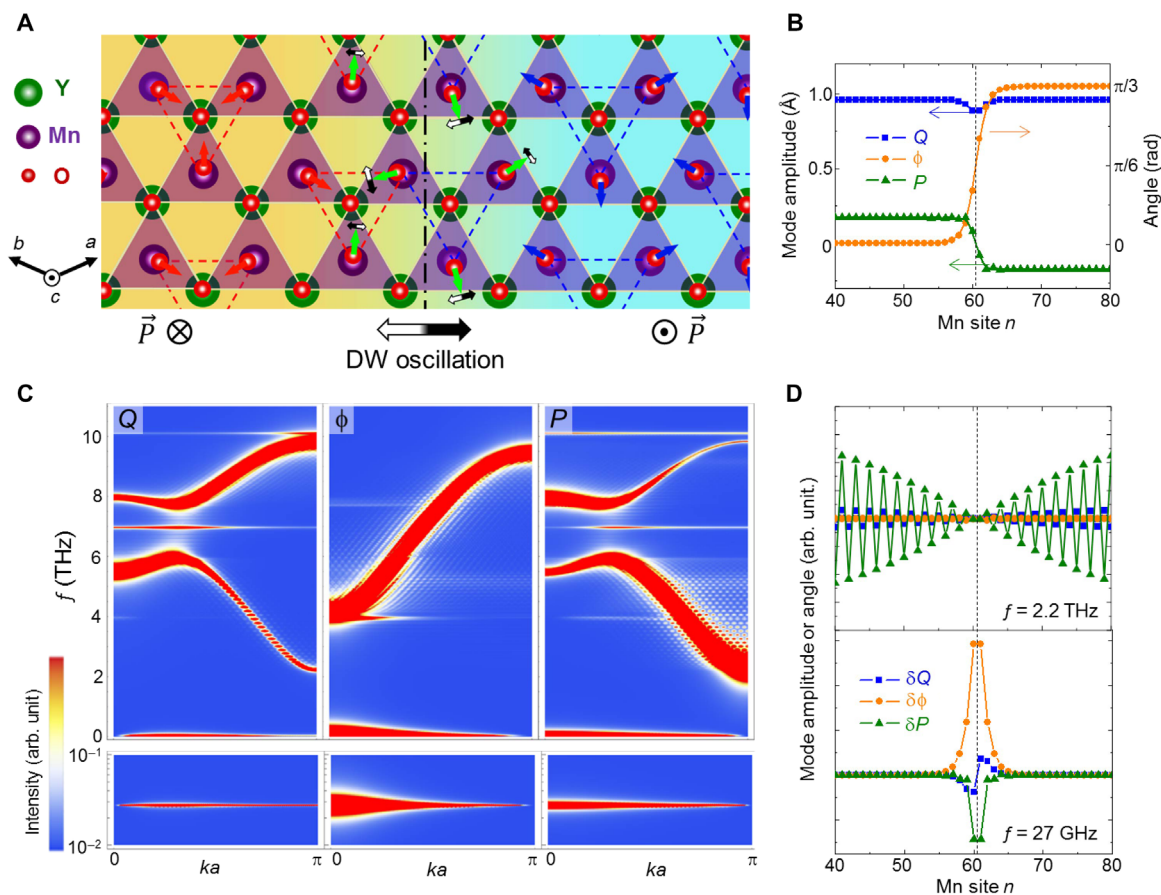 A
Y
Mn
O
b
a
c
P⃗ ⊗
DW oscillation
⊙ P⃗
B
Mode amplitude (Å)
1.0
0.5
0
Q
ϕ
P
π/3
π/6
0
Angle (rad)
40 50 60 70 80
Mn site n
C
Q
ϕ
P
f (THz)
10
8
6
4
2
0
Intensity (arb. unit)
10⁻¹
10⁻²
0
ka
π
0
ka
π
0
ka
π
D
Mode amplitude or angle (arb. unit.)
f = 2.2 THz
δQ
δϕ
δP
f = 27 GHz
40 50 60 70 80
Mn site n